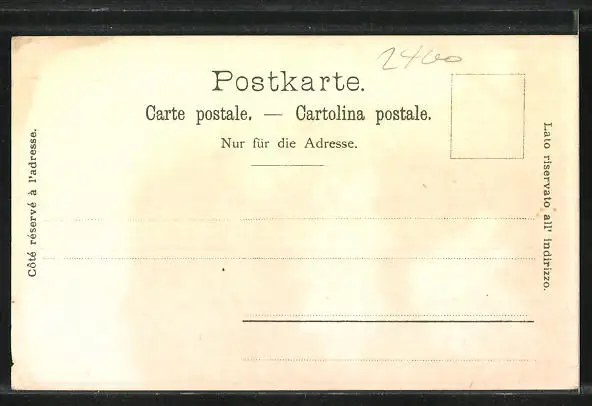 2400
Postkarte.
Carte postale. — Cartolina postale.
Nur für die Adresse.
Côté réservé à l'adresse.
Lato riservato all' indirizzo.